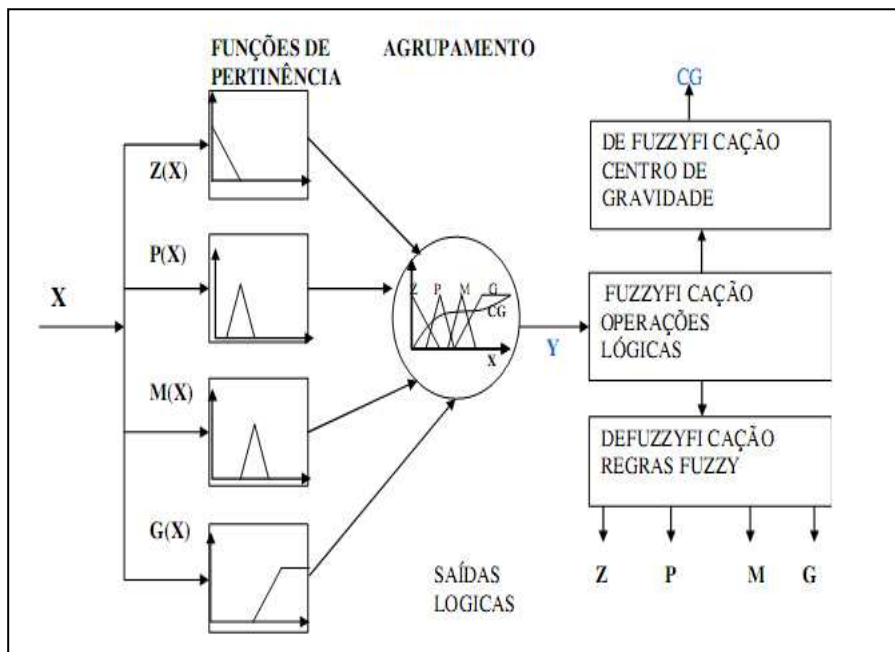 FUNÇÕES DE
PERTINÊNCIA
AGRUPAMENTO
X
Z(X)
P(X)
M(X)
G(X)
Z P M G
CG
X
Y
CG
DE FUZZYFI CAÇÃO
CENTRO DE
GRAVIDADE
FUZZYFI CAÇÃO
OPERAÇÕES
LÓGICAS
DEFUZZYFI CAÇÃO
REGRAS FUZZY
Z P M G
SAÍDAS
LOGICAS